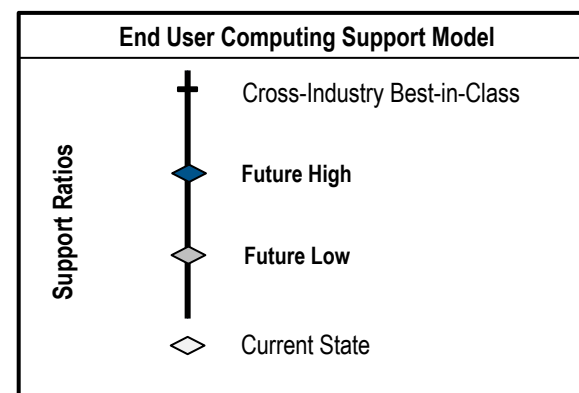 End User Computing Support Model
Support Ratios
Cross-Industry Best-in-Class
Future High
Future Low
Current State